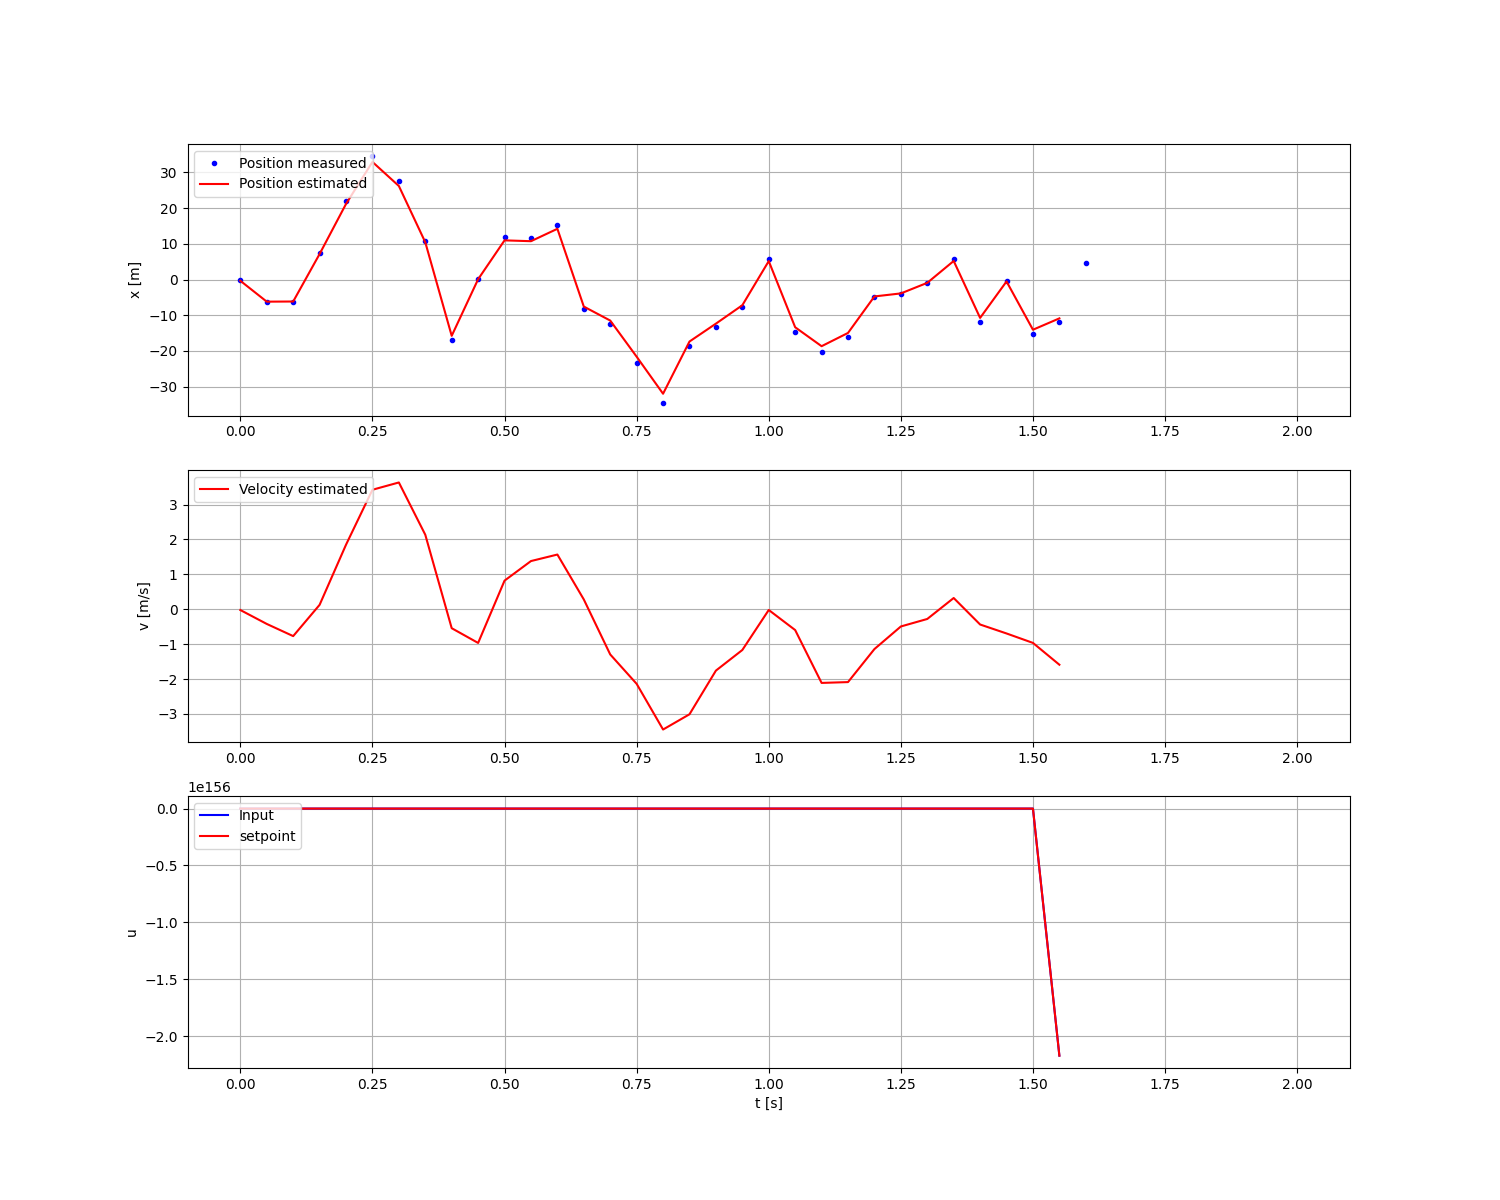 Position measured
Position estimated
x [m]
30
20
10
0
−10
−20
−30
0.00 0.25 0.50 0.75 1.00 1.25 1.50 1.75 2.00
Velocity estimated
v [m/s]
3
2
1
0
−1
−2
−3
0.00 0.25 0.50 0.75 1.00 1.25 1.50 1.75 2.00
1e156
Input
setpoint
u
0.0
−0.5
−1.0
−1.5
−2.0
0.00 0.25 0.50 0.75 1.00 1.25 1.50 1.75 2.00
t [s]